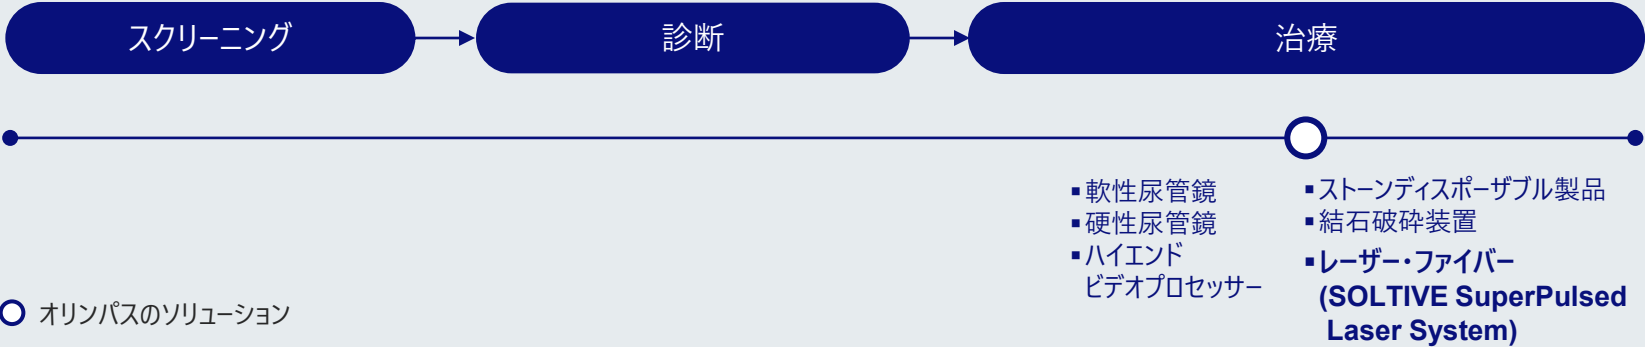 スクリーニング
診断
治療
▪軟性尿管鏡
▪硬性尿管鏡
▪ハイエンド
ビデオプロセッサー
▪ストーンディスポーザブル製品
▪結石破砕装置
▪レーザー・ファイバー
(SOLTIVE SuperPulsed
Laser System)
オリンパスのソリューション